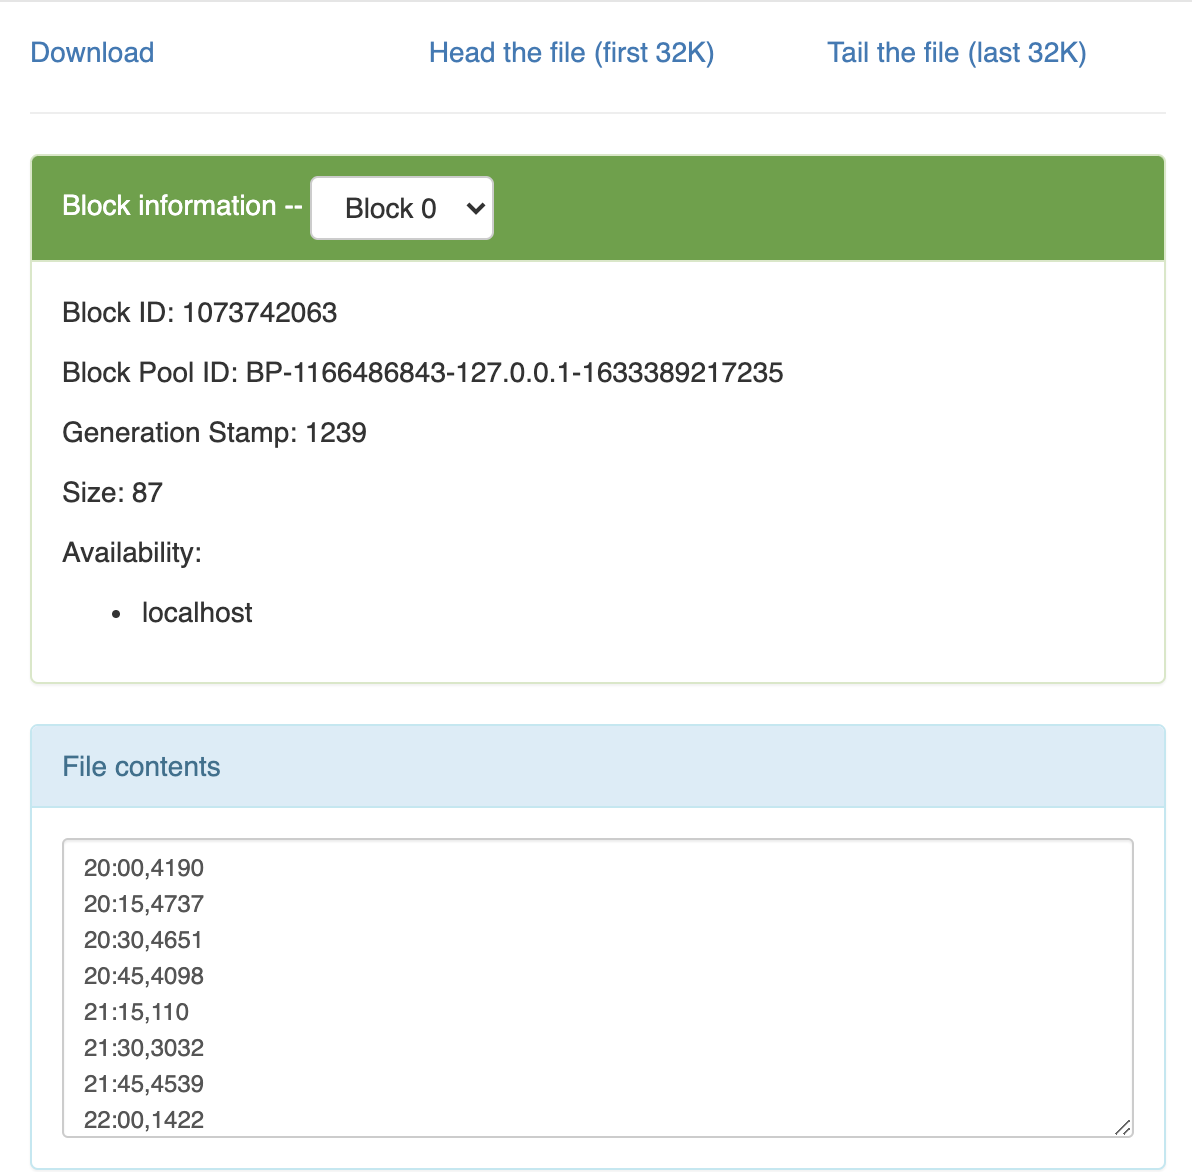 Download
Head the file (first 32K)
Tail the file (last 32K)
Block information -- Block 0
Block ID: 1073742063
Block Pool ID: BP-1166486843-127.0.0.1-1633389217235
Generation Stamp: 1239
Size: 87
Availability:
localhost
File contents
20:00,4190
20:15,4737
20:30,4651
20:45,4098
21:15,110
21:30,3032
21:45,4539
22:00,1422